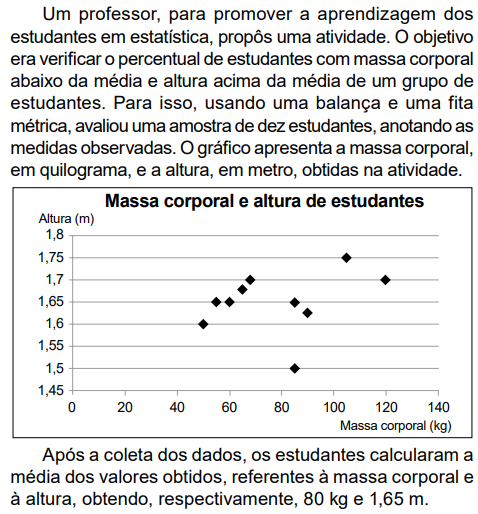 Um professor, para promover a aprendizagem dos
estudantes em estatística, propôs uma atividade. O objetivo
era verificar o percentual de estudantes com massa corporal
abaixo da média e altura acima da média de um grupo de
estudantes. Para isso, usando uma balança e uma fita
métrica, avaliou uma amostra de dez estudantes, anotando as
medidas observadas. O gráfico apresenta a massa corporal,
em quilograma, e a altura, em metro, obtidas na atividade.
Massa corporal e altura de estudantes
Altura (m)
1,8
1,75
1,7
1,65
1,6
1,55
1,5
1,45
0 20 40 60 80 100 120 140
Massa corporal (kg)
Após a coleta dos dados, os estudantes calcularam a
média dos valores obtidos, referentes à massa corporal e
à altura, obtendo, respectivamente, 80 kg e 1,65 m.